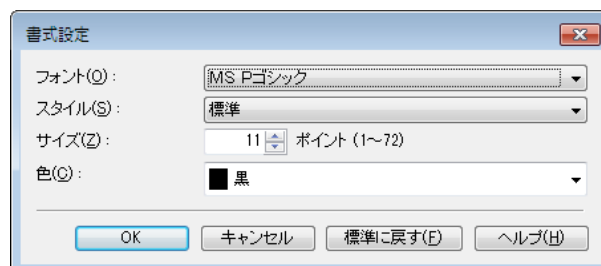 書式設定
フォント(O)： MS Pゴシック
スタイル(S)： 標準
サイズ(Z)： 11 ポイント (1～72)
色(C)： 黒
OK キャンセル 標準に戻す(F) ヘルプ(H)